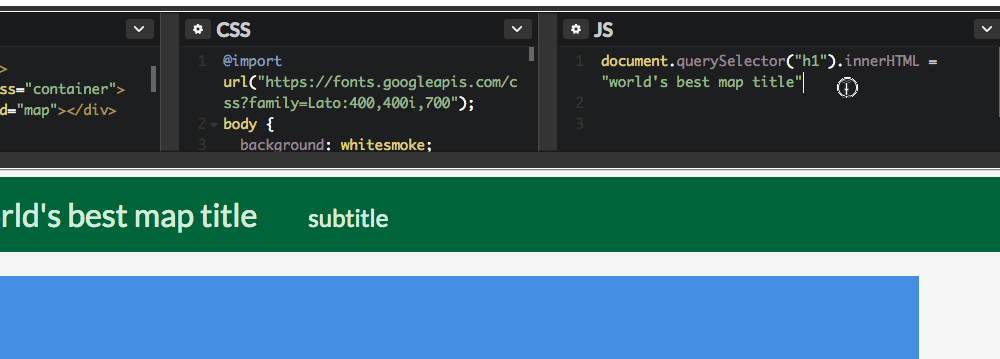 CSS
JS
>
ss="container">
d="map"></div>
1 @import
url("https://fonts.googleapis.com/c
ss?family=Lato:400,400i,700");
2 body {
3 background: whitesmoke;
1 document.querySelector("h1").innerHTML =
"world's best map title"
2
3
rld's best map title
subtitle